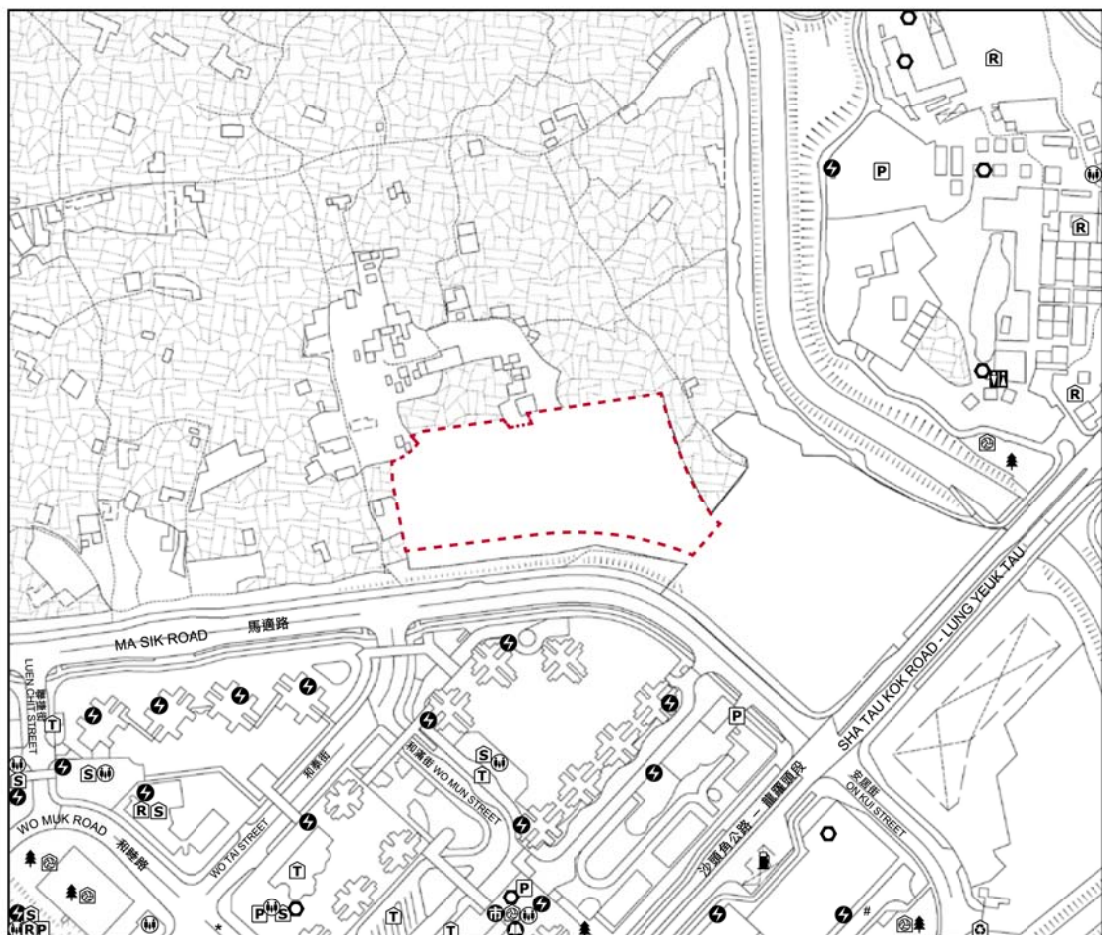 R
P
R
R
MA SIK ROAD 馬適路
SHA TAU KOK ROAD - LUNG YEUK TAU
沙頭角公路 - 龍躍頭段
LUEN CHIT STREET
聯捷街
T
S
S
和泰街
WO TAI STREET
和滿街 WO MUN STREET
S
T
P
安居街
ON KUI STREET
R S
WO MUK ROAD 和睦路
T
P S
T
T
P
市
S
R P
*
#